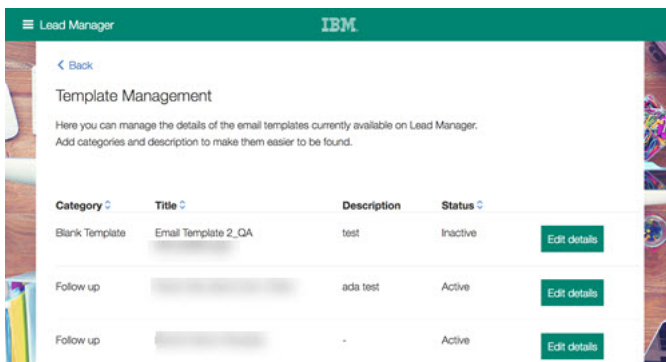 Lead Manager
IBM
Back
Template Management
Here you can manage the details of the email templates currently available on Lead Manager.
Add categories and description to make them easier to be found.
Category Title Description Status
Blank Template Email Template 2_QA test Inactive Edit details
Follow up ada test Active Edit details
Follow up - Active Edit details